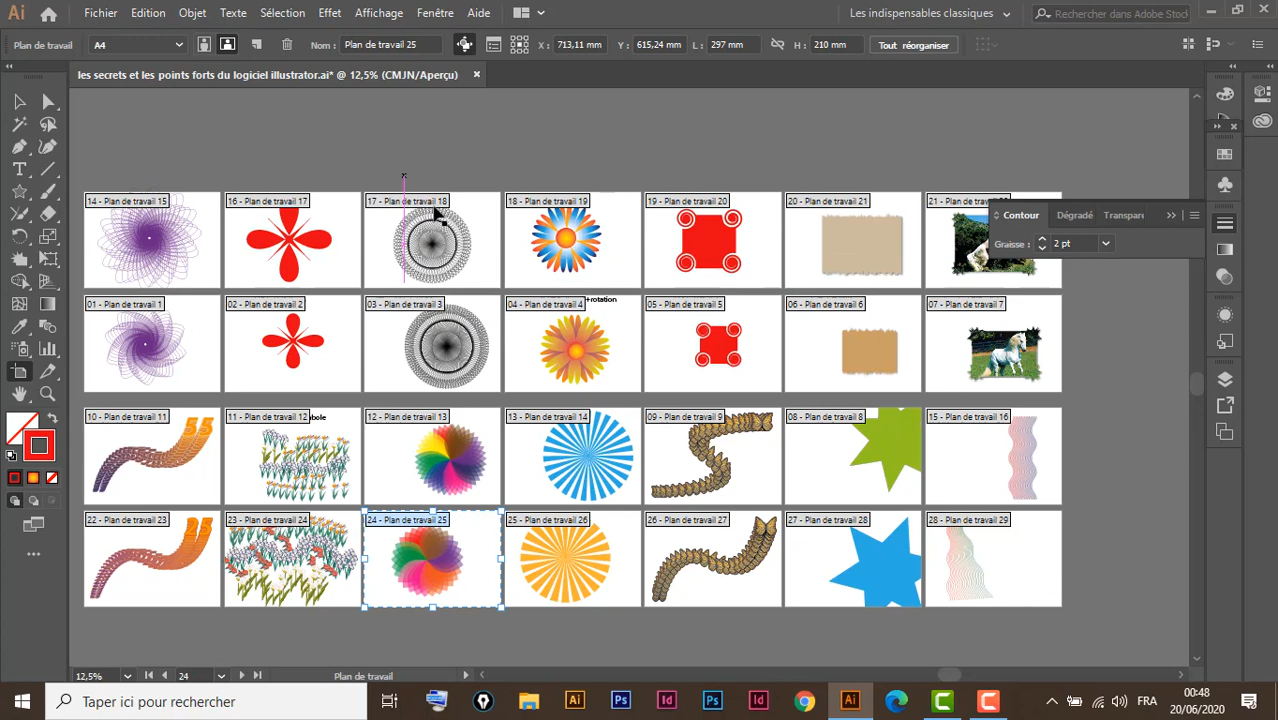 Ai Fichier Edition Objet Texte Sélection Effet Affichage Fenêtre Aide Les indispensables classiques Rechercher dans Adobe Stock
Plan de travail A4 Nom : Plan de travail 25 X : 713,11 mm Y : 615,24 mm L : 297 mm H : 210 mm Tout réorganiser
les secrets et les points forts du logiciel illustrator.ai* @ 12,5% (CMJN/Aperçu) ×
14 - Plan de travail 15 16 - Plan de travail 17 17 - Plan de travail 18 18 - Plan de travail 19 19 - Plan de travail 20 20 - Plan de travail 21 21 -
Contour Dégradé Transpare
Graisse : 2 pt
01 - Plan de travail 1 02 - Plan de travail 2 03 - Plan de travail 3 04 - Plan de travail 4 +rotation 05 - Plan de travail 5 06 - Plan de travail 6 07 - Plan de travail 7
10 - Plan de travail 11 11 - Plan de travail 12 bole 12 - Plan de travail 13 13 - Plan de travail 14 09 - Plan de travail 9 08 - Plan de travail 8 15 - Plan de travail 16
22 - Plan de travail 23 23 - Plan de travail 24 24 - Plan de travail 25 25 - Plan de travail 26 26 - Plan de travail 27 27 - Plan de travail 28 28 - Plan de travail 29
12,5% 24 Plan de travail
Taper ici pour rechercher Ai Ps Id Ps Id Ai FRA 00:48
20/06/2020